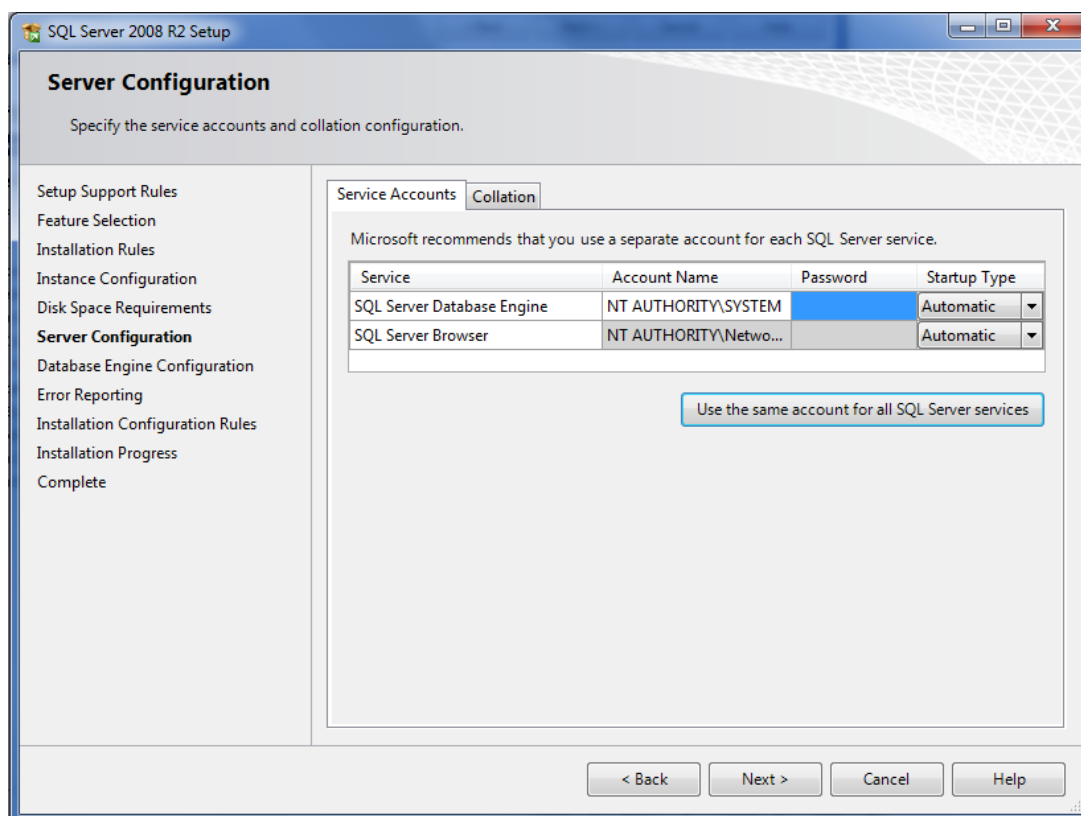 SQL Server 2008 R2 Setup
Server Configuration
Specify the service accounts and collation configuration.
Setup Support Rules
Feature Selection
Installation Rules
Instance Configuration
Disk Space Requirements
Server Configuration
Database Engine Configuration
Error Reporting
Installation Configuration Rules
Installation Progress
Complete
Service Accounts Collation
Microsoft recommends that you use a separate account for each SQL Server service.
Service Account Name Password Startup Type
SQL Server Database Engine NT AUTHORITY\SYSTEM Automatic
SQL Server Browser NT AUTHORITY\Netwo... Automatic
Use the same account for all SQL Server services
< Back Next > Cancel Help